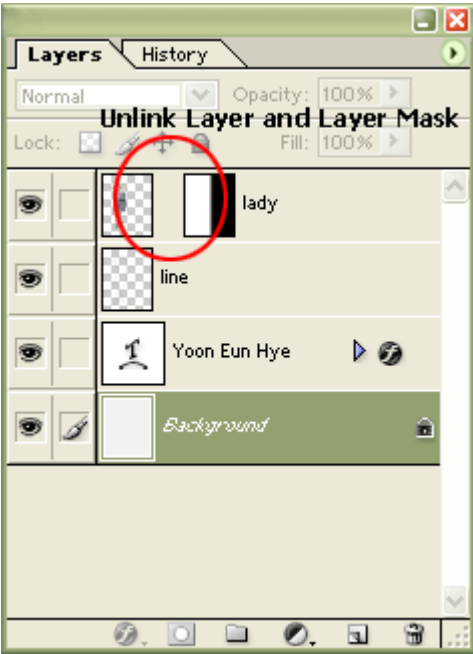 Layers History
Normal Opacity: 100%
Unlink Layer and Layer Mask
Lock: Fill: 100%
lady
line
T Yoon Eun Hye
Background